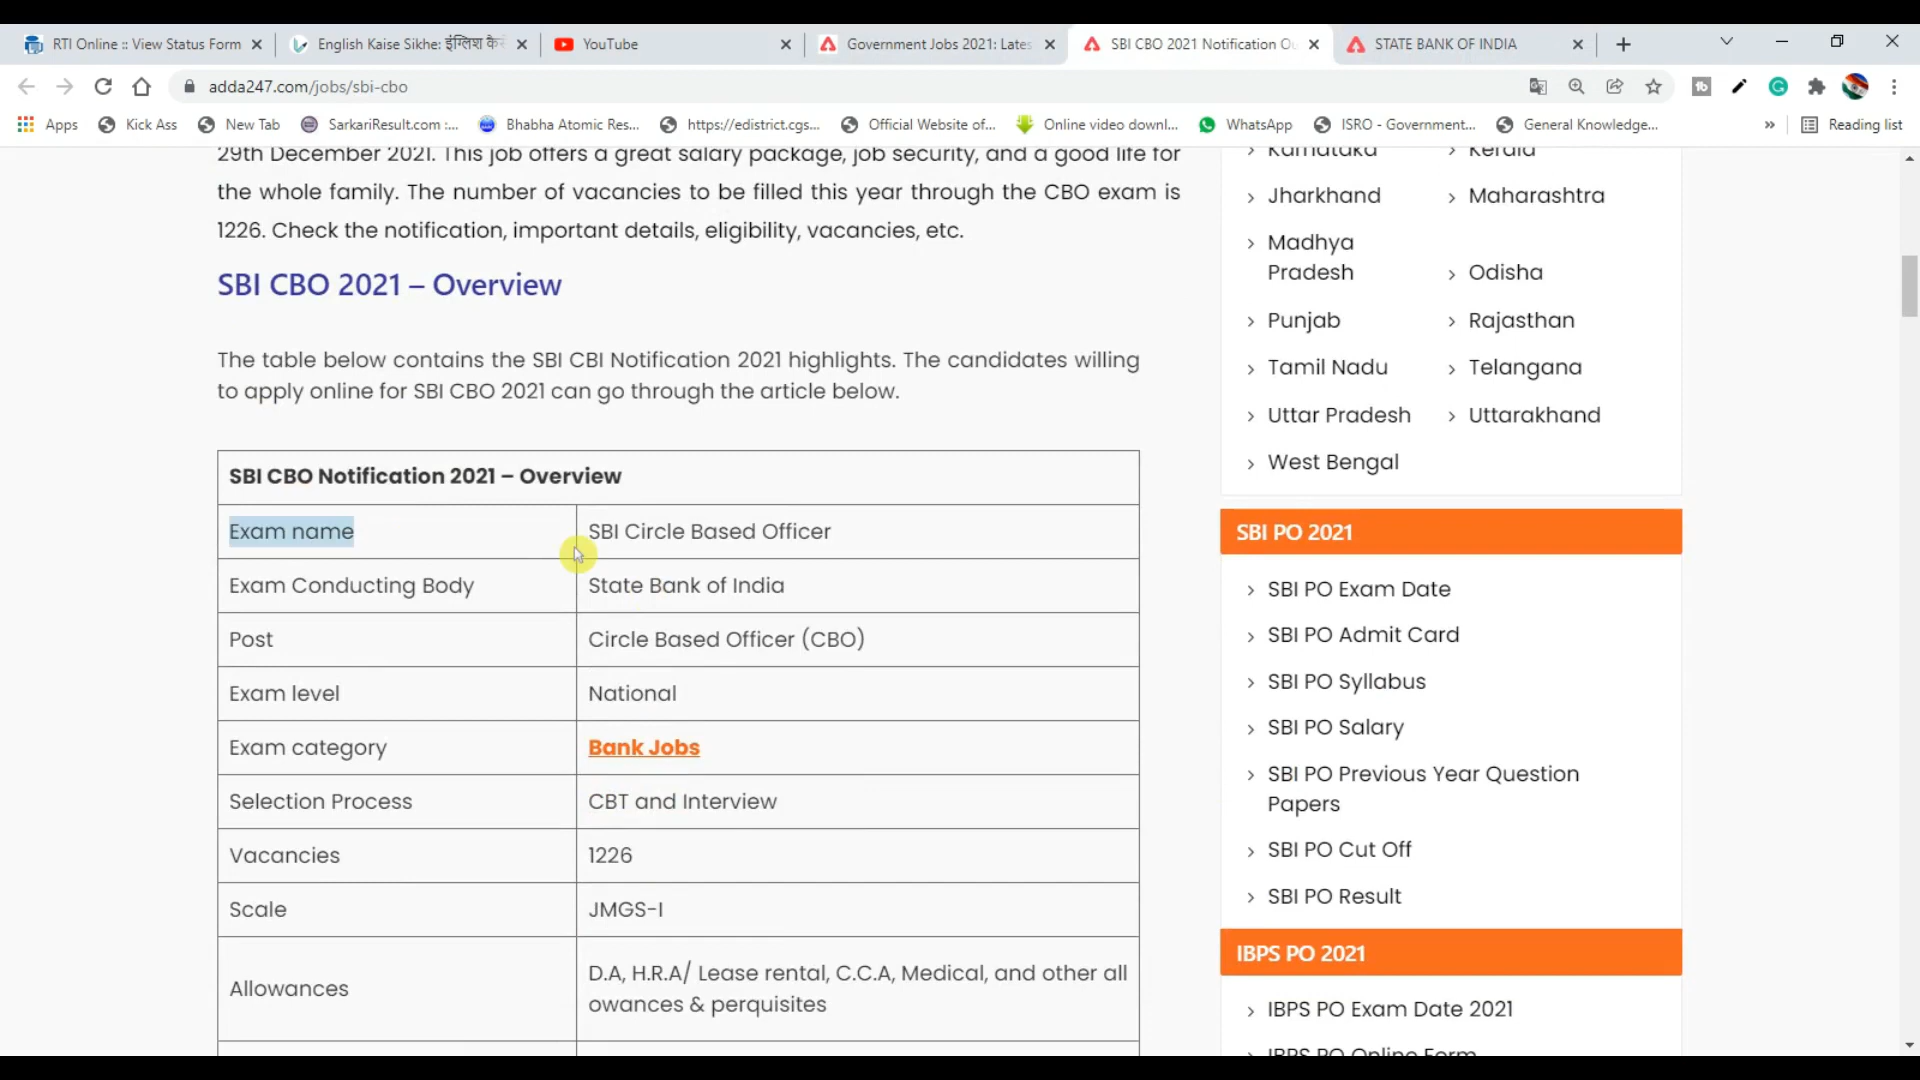 RTI Online :: View Status Form
English Kaise Sikhe: इंग्लिश कै
YouTube
Government Jobs 2021: Lates
SBI CBO 2021 Notification Ou
STATE BANK OF INDIA
adda247.com/jobs/sbi-cbo
Apps
Kick Ass
New Tab
SarkariResult.com :...
Bhabha Atomic Res...
https://edistrict.cgs...
Official Website of...
Online video downl...
WhatsApp
ISRO - Government...
General Knowledge...
»
Reading list
29th December 2021. This job offers a great salary package, job security, and a good life for
the whole family. The number of vacancies to be filled this year through the CBO exam is
1226. Check the notification, important details, eligibility, vacancies, etc.
SBI CBO 2021 – Overview
The table below contains the SBI CBI Notification 2021 highlights. The candidates willing
to apply online for SBI CBO 2021 can go through the article below.
SBI CBO Notification 2021 – Overview
Exam name
SBI Circle Based Officer
Exam Conducting Body
State Bank of India
Post
Circle Based Officer (CBO)
Exam level
National
Exam category
Bank Jobs
Selection Process
CBT and Interview
Vacancies
1226
Scale
JMGS-I
Allowances
D.A, H.R.A/ Lease rental, C.C.A, Medical, and other all
owances & perquisites
Karnataka
Kerala
Jharkhand
Maharashtra
Madhya
Pradesh
Odisha
Punjab
Rajasthan
Tamil Nadu
Telangana
Uttar Pradesh
Uttarakhand
West Bengal
SBI PO 2021
SBI PO Exam Date
SBI PO Admit Card
SBI PO Syllabus
SBI PO Salary
SBI PO Previous Year Question
Papers
SBI PO Cut Off
SBI PO Result
IBPS PO 2021
IBPS PO Exam Date 2021
IBPS PO Online Form